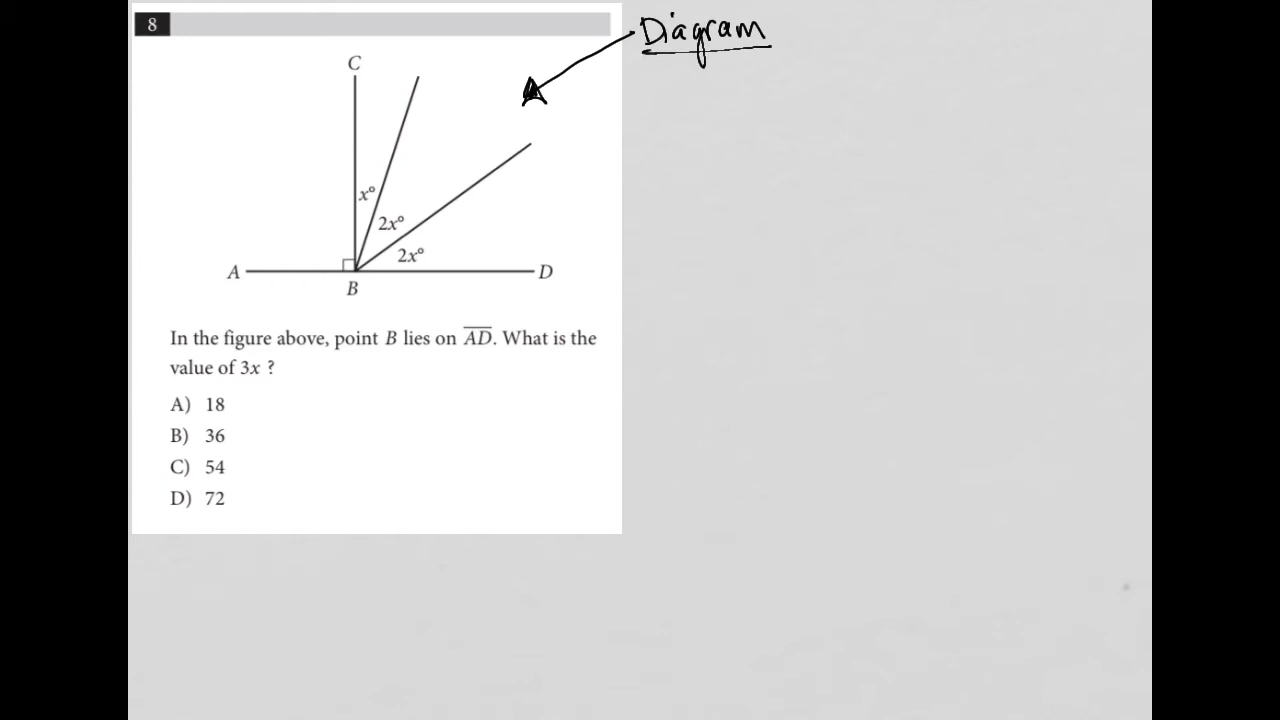 8
Diagram
C
x°
2x°
2x°
A
D
B
In the figure above, point B lies on A͞D͞. What is the
value of 3x ?
A) 18
B) 36
C) 54
D) 72